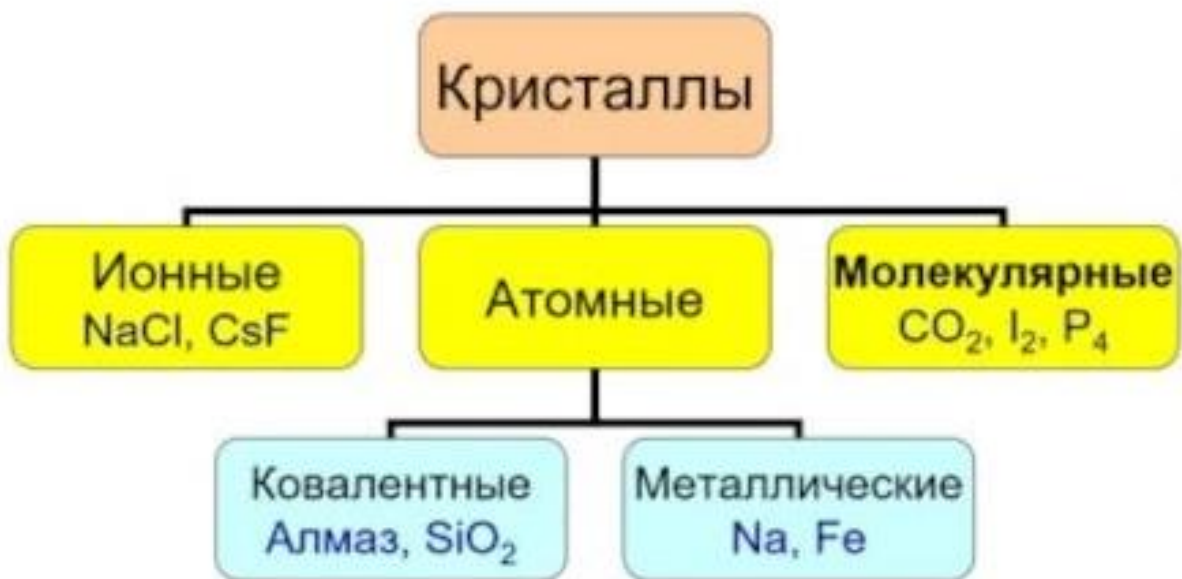 Кристаллы
Ионные
NaCl, CsF
Атомные
Молекулярные
CO₂, I₂, P₄
Ковалентные
Алмаз, SiO₂
Металлические
Na, Fe